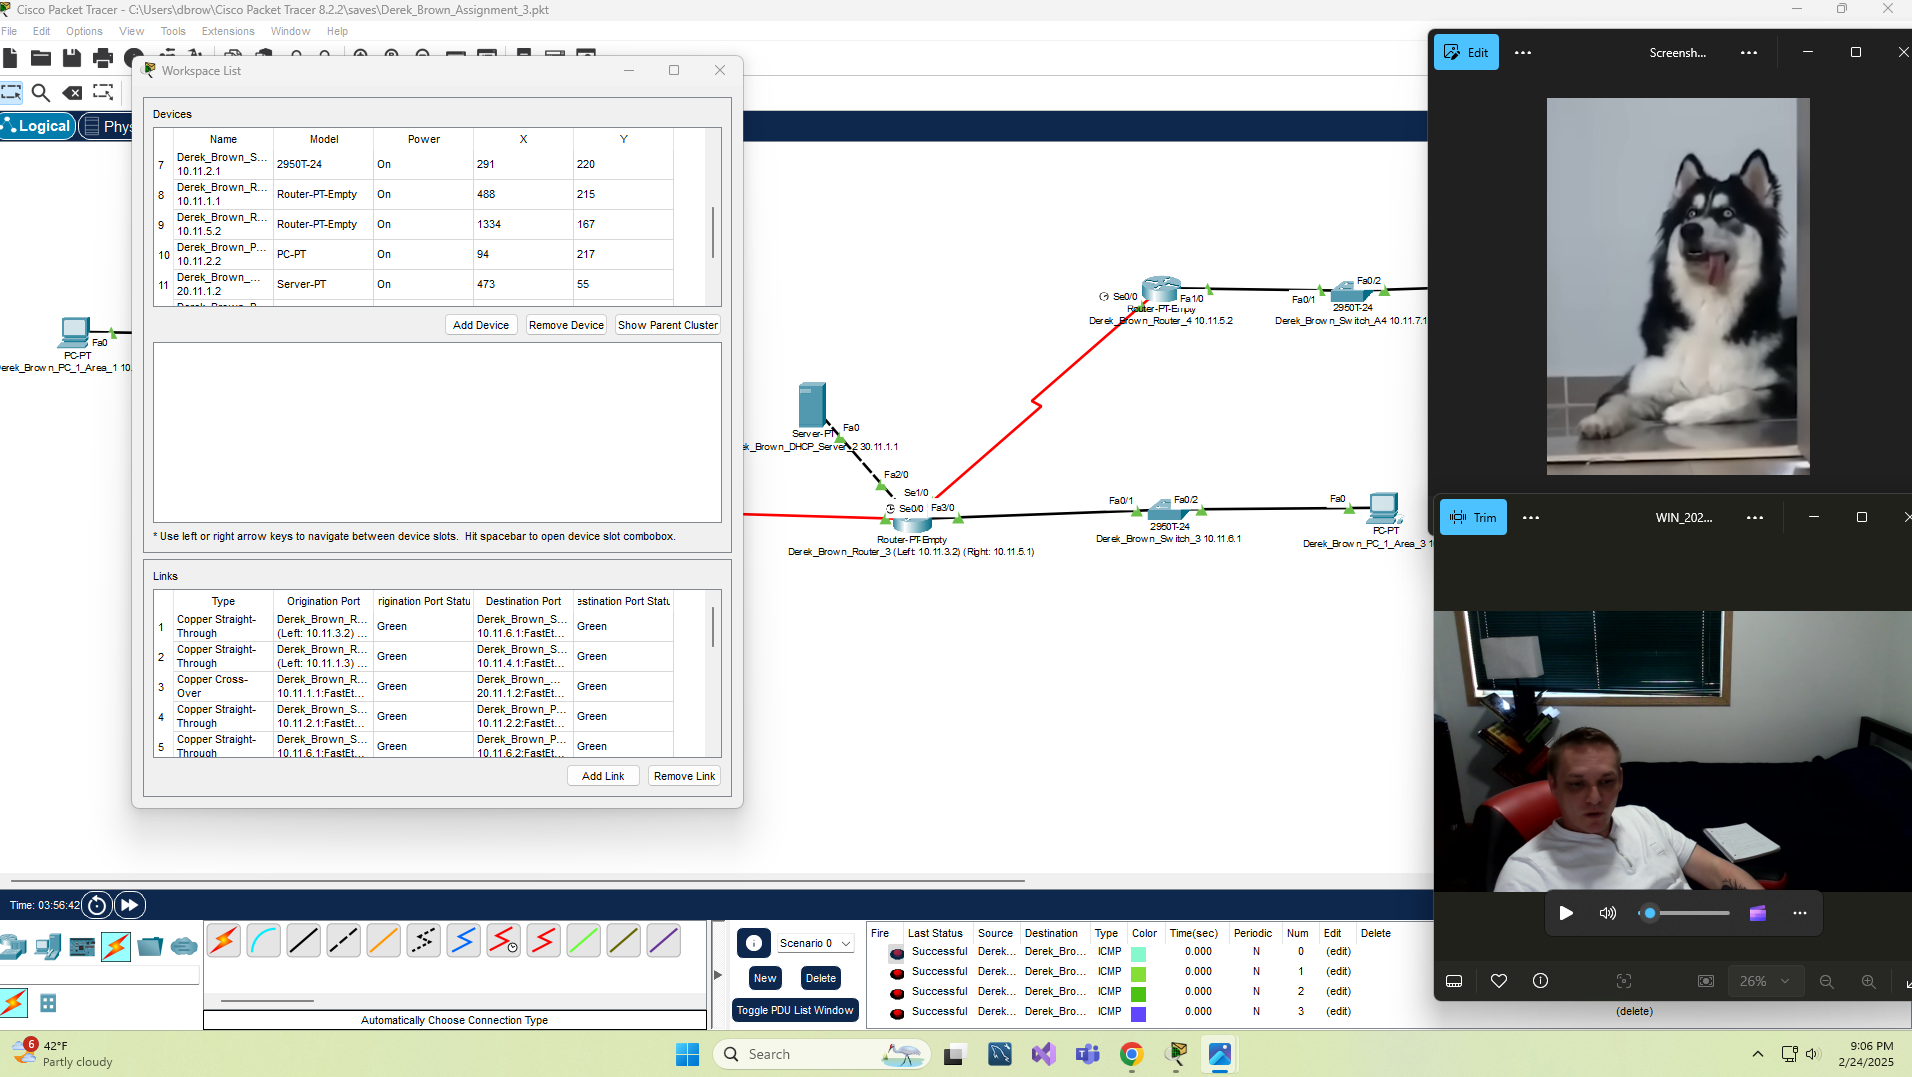 Cisco Packet Tracer - C:\Users\dbrow\Cisco Packet Tracer 8.2.2\saves\Derek_Brown_Assignment_3.pkt
File Edit Options View Tools Extensions Window Help
Workspace List
Logical
Phys
Devices
Name Model Power X Y
7 Derek_Brown_S... 10.11.2.1 2950T-24 On 291 220
8 Derek_Brown_R... 10.11.1.1 Router-PT-Empty On 488 215
9 Derek_Brown_R... 10.11.5.2 Router-PT-Empty On 1334 167
10 Derek_Brown_P... 10.11.2.2 PC-PT On 94 217
11 Derek_Brown_... 20.11.1.2 Server-PT On 473 55
Add Device Remove Device Show Parent Cluster
* Use left or right arrow keys to navigate between device slots. Hit spacebar to open device slot combobox.
Links
Type Origination Port rigination Port Statu Destination Port estination Port Statu
1 Copper Straight-Through Derek_Brown_R... (Left: 10.11.3.2) ... Green Derek_Brown_S... 10.11.6.1:FastEt... Green
2 Copper Straight-Through Derek_Brown_R... (Left: 10.11.1.3) ... Green Derek_Brown_S... 10.11.4.1:FastEt... Green
3 Copper Cross-Over Derek_Brown_R... 10.11.1.1:FastEt... Green Derek_Brown_... 20.11.1.2:FastEt... Green
4 Copper Straight-Through Derek_Brown_S... 10.11.2.1:FastEt... Green Derek_Brown_P... 10.11.2.2:FastEt... Green
5 Copper Straight-Through Derek_Brown_S... 10.11.6.1:FastEt... Green Derek_Brown_P... 10.11.6.2:FastEt... Green
Add Link Remove Link
Fa0
PC-PT
erek_Brown_PC_1_Area_1 10.
Se0/0
Fa1/0
Router-PT-Empty
Derek_Brown_Router_4 10.11.5.2
Fa0/2
Fa0/1
2950T-24
Derek_Brown_Switch_A4 10.11.7.1
Server-PT
Fa0
ek_Brown_DHCP_Server_2 30.11.1.1
Fa2/0
Se1/0
Se0/0
Fa3/0
Router-PT-Empty
Derek_Brown_Router_3 (Left: 10.11.3.2) (Right: 10.11.5.1)
Fa0/1
Fa0/2
2950T-24
Derek_Brown_Switch_3 10.11.6.1
Fa0
PC-PT
Derek_Brown_PC_1_Area_3 1
Edit
Screensh...
Trim
WIN_202...
26%
Time: 03:56:42
Automatically Choose Connection Type
Scenario 0
New Delete
Toggle PDU List Window
Fire Last Status Source Destination Type Color Time(sec) Periodic Num Edit Delete
Successful Derek... Derek_Bro... ICMP 0.000 N 0 (edit)
Successful Derek... Derek_Bro... ICMP 0.000 N 1 (edit)
Successful Derek... Derek_Bro... ICMP 0.000 N 2 (edit)
Successful Derek... Derek_Bro... ICMP 0.000 N 3 (edit) (delete)
6
42°F
Partly cloudy
Search
9:06 PM
2/24/2025